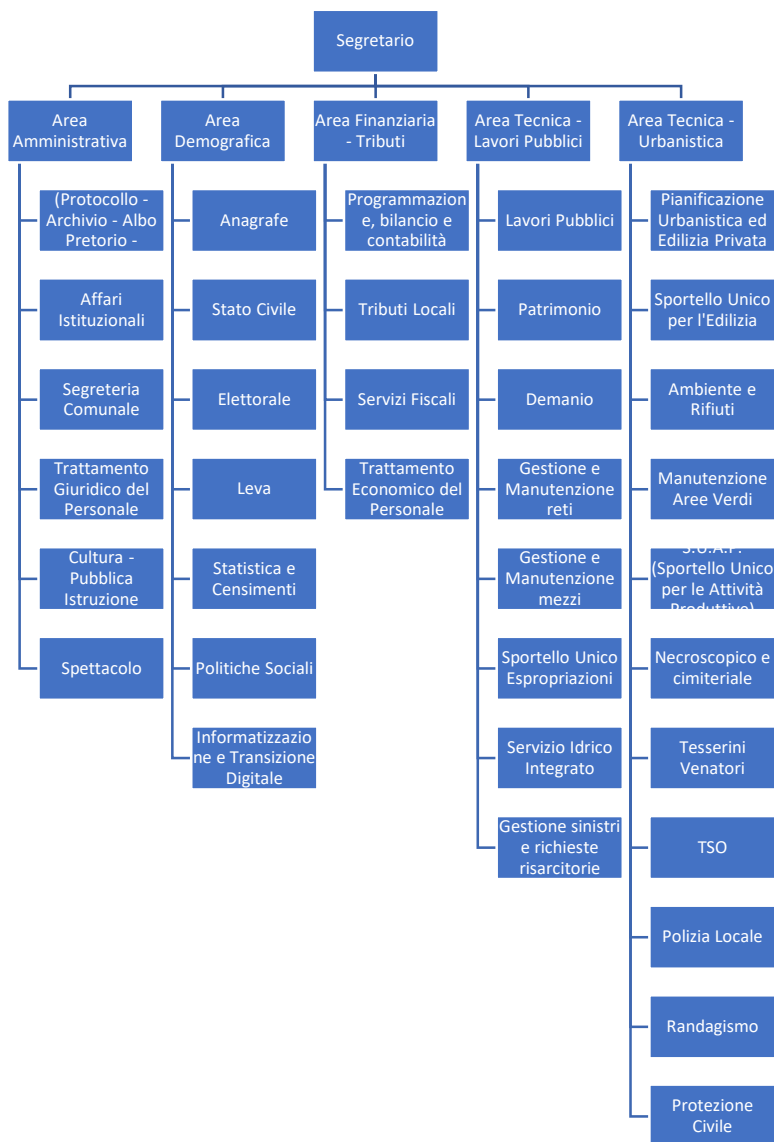 Segretario
Area
Amministrativa
(Protocollo -
Archivio - Albo
Pretorio -
Affari
Istituzionali
Segreteria
Comunale
Trattamento
Giuridico del
Personale
Cultura -
Pubblica
Istruzione
Spettacolo
Area
Demografica
Anagrafe
Stato Civile
Elettorale
Leva
Statistica e
Censimenti
Politiche Sociali
Informatizzazio
ne e Transizione
Digitale
Area Finanziaria
- Tributi
Programmazion
e, bilancio e
contabilità
Tributi Locali
Servizi Fiscali
Trattamento
Economico del
Personale
Area Tecnica -
Lavori Pubblici
Lavori Pubblici
Patrimonio
Demanio
Gestione e
Manutenzione
reti
Gestione e
Manutenzione
mezzi
Sportello Unico
Espropriazioni
Servizio Idrico
Integrato
Gestione sinistri
e richieste
risarcitorie
Area Tecnica -
Urbanistica
Pianificazione
Urbanistica ed
Edilizia Privata
Sportello Unico
per l'Edilizia
Ambiente e
Rifiuti
Manutenzione
Aree Verdi
S.U.A.P.
(Sportello Unico
per le Attività
Produttive)
Necroscopico e
cimiteriale
Tesserini
Venatori
TSO
Polizia Locale
Randagismo
Protezione
Civile